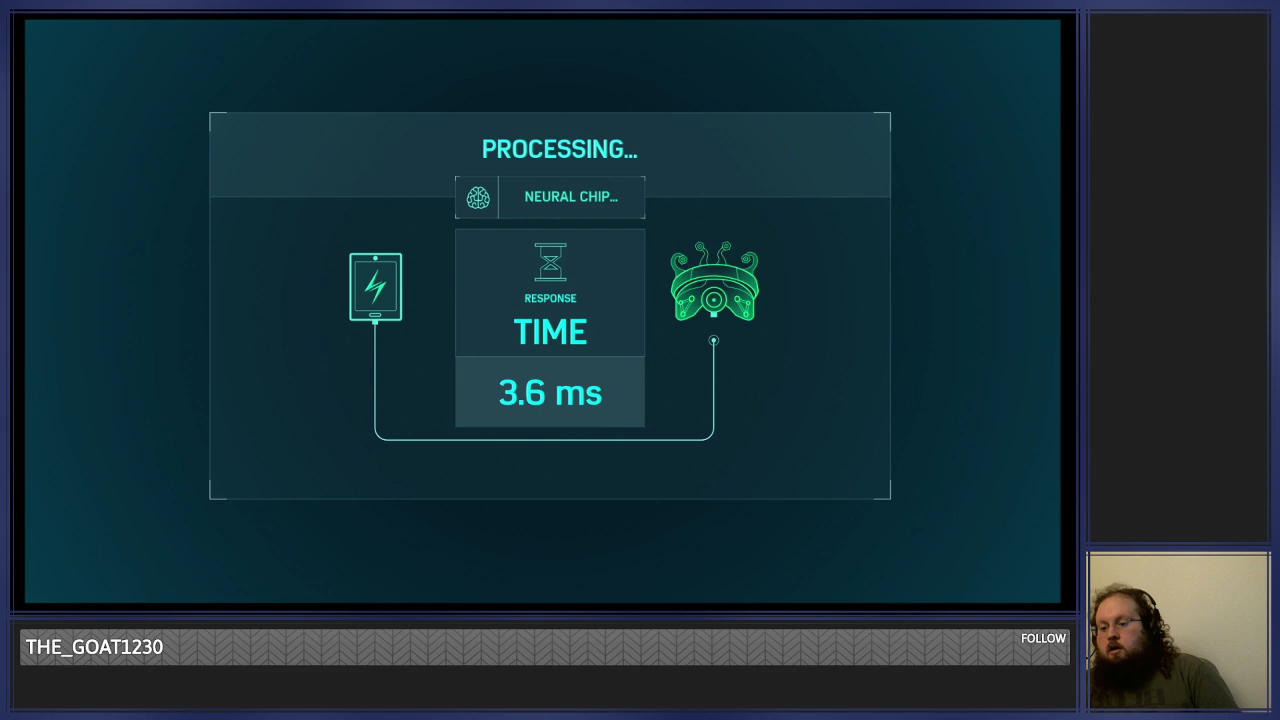 PROCESSING...
NEURAL CHIP...
RESPONSE
TIME
3.6 ms
THE_GOAT1230
FOLLOW